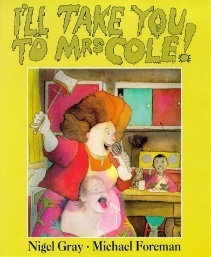 I'LL TAKE YOU
TO MRS COLE!
Nigel Gray · Michael Foreman